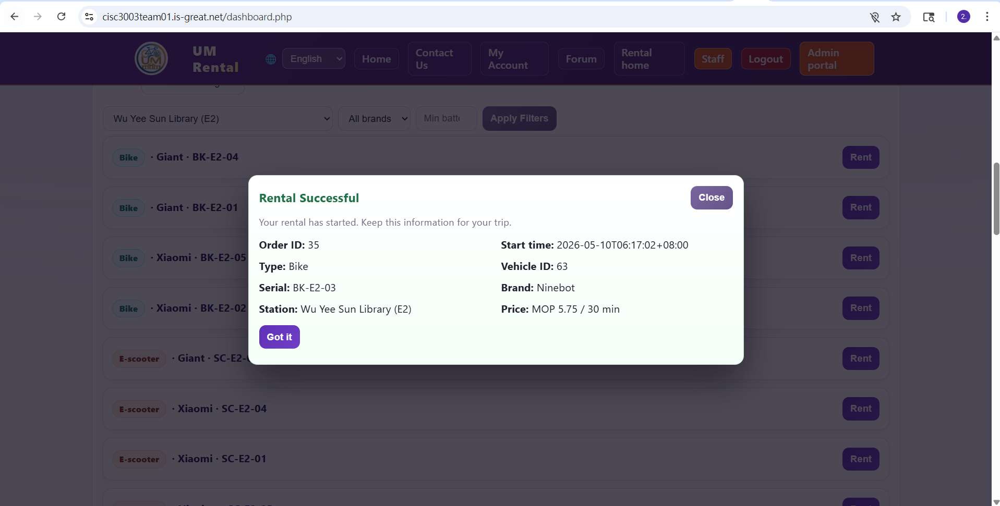 cisc3003team01.is-great.net/dashboard.php
2.
UM
UM Rental
English
Home
Contact Us
My Account
Forum
Rental home
Staff
Logout
Admin portal
Wu Yee Sun Library (E2)
All brands
Min batte
Apply Filters
Bike · Giant · BK-E2-04
Rent
Bike · Giant · BK-E2-01
Rent
Bike · Xiaomi · BK-E2-05
Rent
Bike · Xiaomi · BK-E2-02
Rent
E-scooter · Giant · SC-E2-
Rent
E-scooter · Xiaomi · SC-E2-04
Rent
E-scooter · Xiaomi · SC-E2-01
Rent
Rental Successful
Close
Your rental has started. Keep this information for your trip.
Order ID: 35
Start time: 2026-05-10T06:17:02+08:00
Type: Bike
Vehicle ID: 63
Serial: BK-E2-03
Brand: Ninebot
Station: Wu Yee Sun Library (E2)
Price: MOP 5.75 / 30 min
Got it